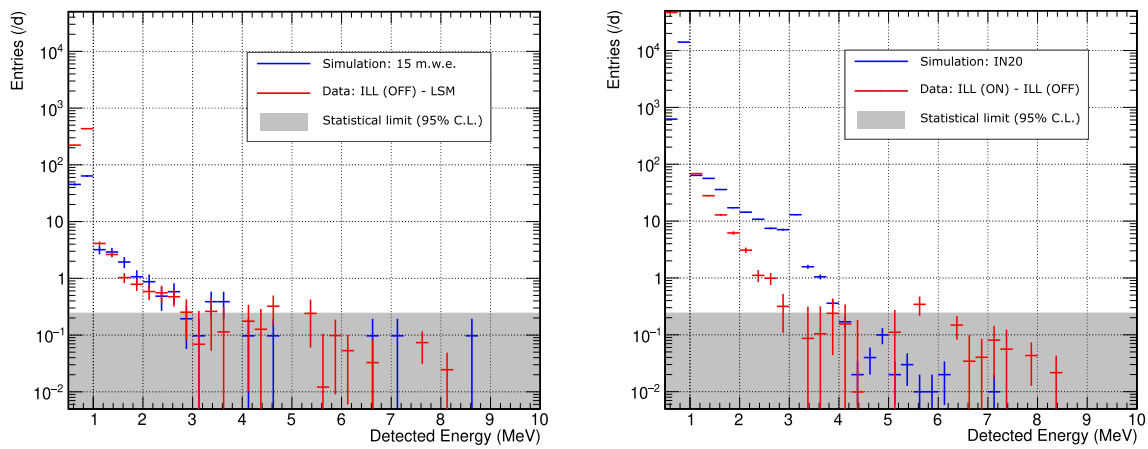 Entries (/d)
10⁴
10³
10²
10
1
10⁻¹
10⁻²
Simulation: 15 m.w.e.
Data: ILL (OFF) - LSM
Statistical limit (95% C.L.)
1 2 3 4 5 6 7 8 9 10
Detected Energy (MeV)
Entries (/d)
10⁴
10³
10²
10
1
10⁻¹
10⁻²
Simulation: IN20
Data: ILL (ON) - ILL (OFF)
Statistical limit (95% C.L.)
1 2 3 4 5 6 7 8 9 10
Detected Energy (MeV)